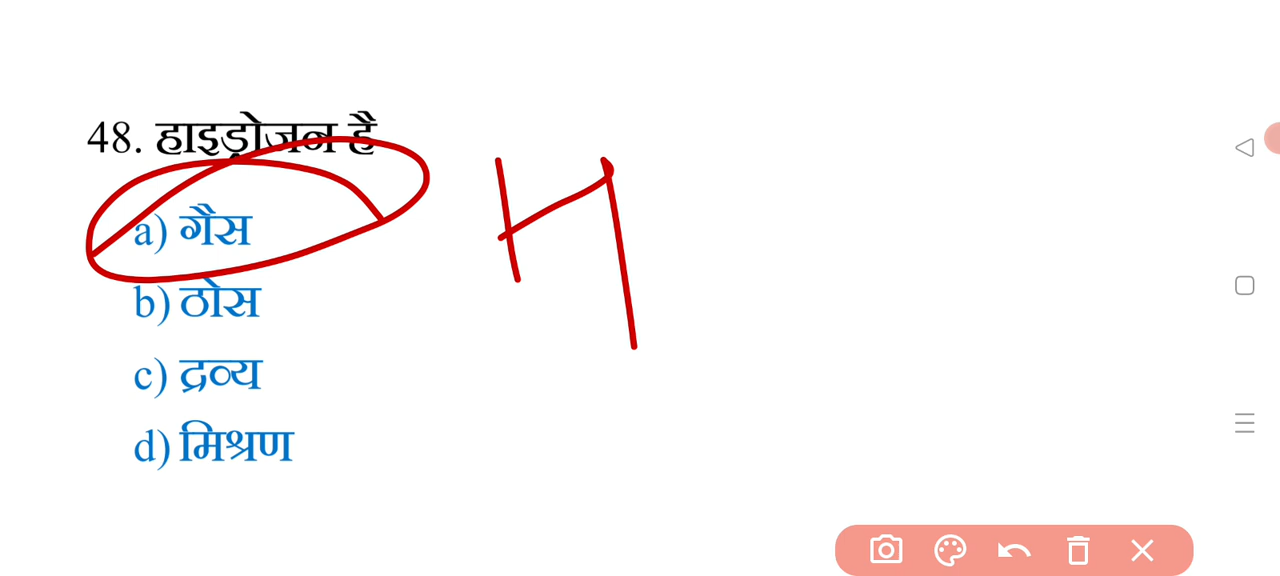 48. हाइड्रोजन है
a) गैस
H
b) ठोस
c) द्रव्य
d) मिश्रण